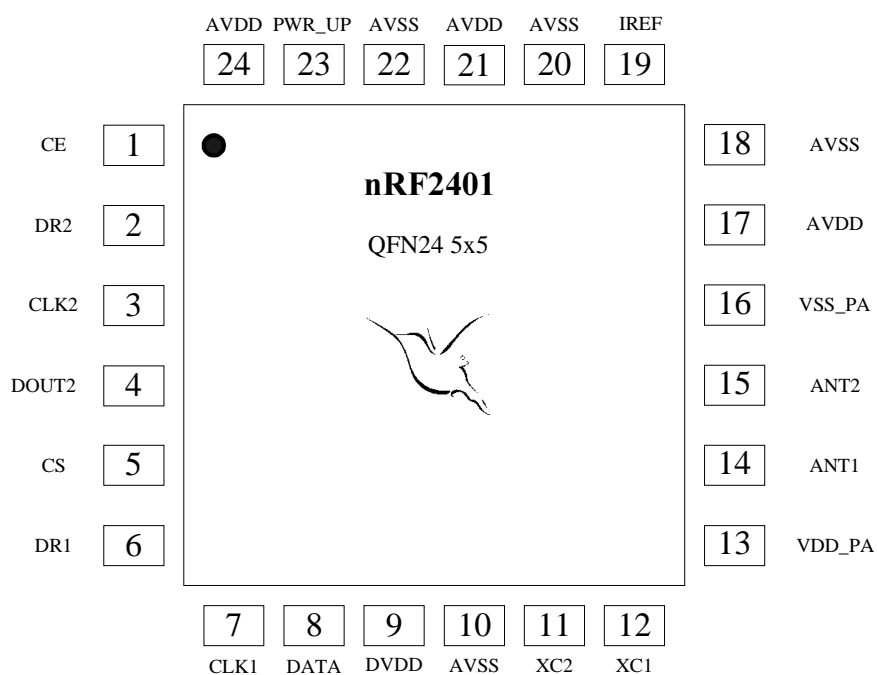 AVDD PWR_UP AVSS AVDD AVSS IREF
24 23 22 21 20 19
CE 1 18 AVSS
nRF2401
DR2 2 17 AVDD
QFN24 5x5
CLK2 3 16 VSS_PA
DOUT2 4 15 ANT2
CS 5 14 ANT1
DR1 6 13 VDD_PA
7 8 9 10 11 12
CLK1 DATA DVDD AVSS XC2 XC1